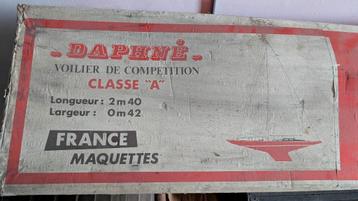 - DAPHNÉ -
VOILIER DE COMPETITION
CLASSE "A"
Longueur : 2m40
Largeur : 0m42
FRANCE
MAQUETTES